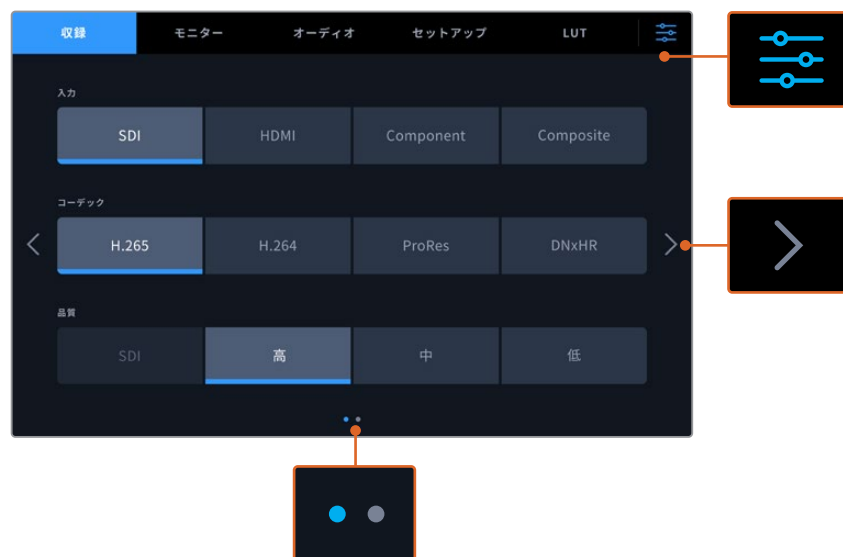 収録 モニター オーディオ セットアップ LUT
入力
SDI HDMI Component Composite
コーデック
H.265 H.264 ProRes DNxHR
品質
SDI 高 中 低